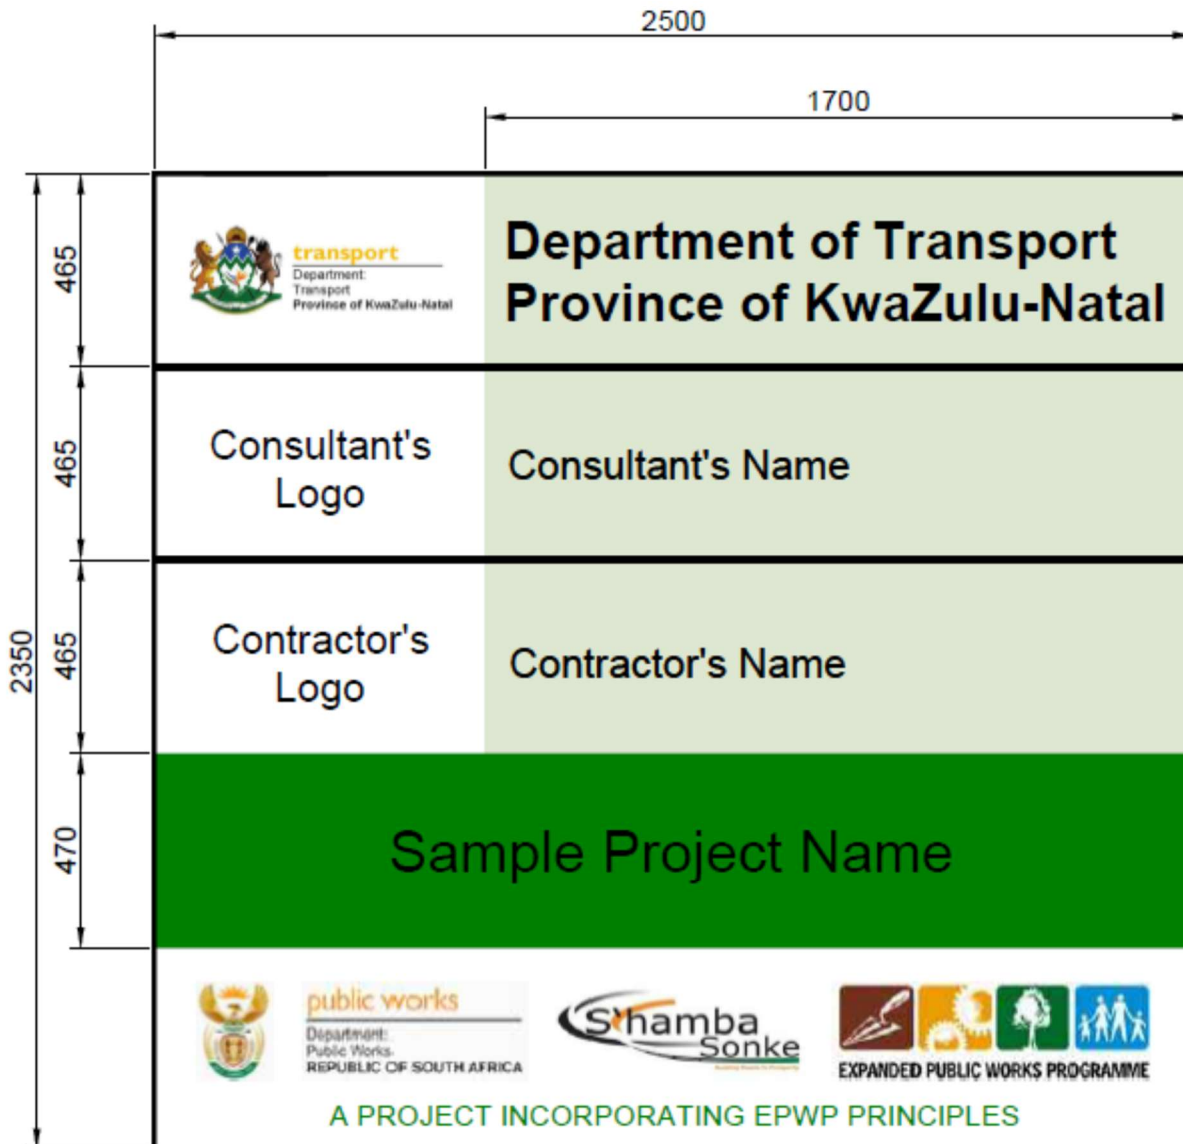 2500
1700
465
transport
Department:
Transport
Province of KwaZulu-Natal
Department of Transport
Province of KwaZulu-Natal
465
Consultant's
Logo
Consultant's Name
2350
465
Contractor's
Logo
Contractor's Name
470
Sample Project Name
public works
Department:
Public Works
REPUBLIC OF SOUTH AFRICA
S'hamba
Sonke
EXPANDED PUBLIC WORKS PROGRAMME
A PROJECT INCORPORATING EPWP PRINCIPLES